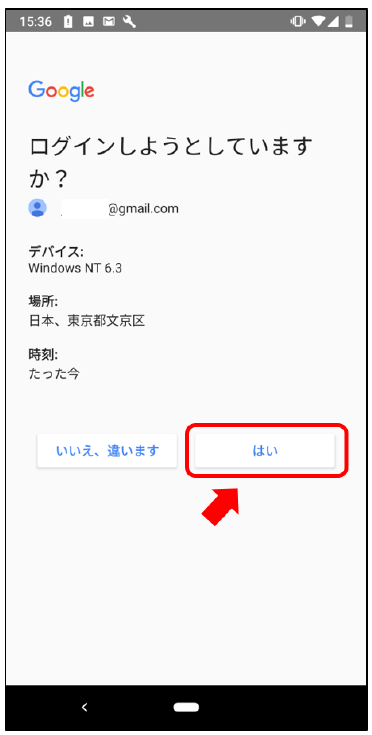 15:36
Google
ログインしようとしています
か？
@gmail.com
デバイス:
Windows NT 6.3
場所:
日本、東京都文京区
時刻:
たった今
いいえ、違います
はい